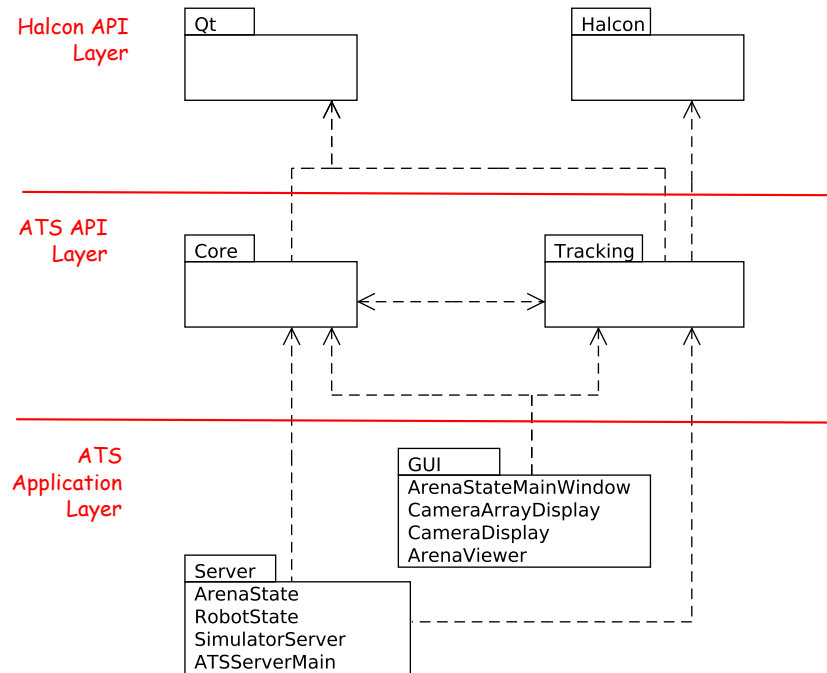 Halcon API
Layer
Qt
Halcon
ATS API
Layer
Core
Tracking
ATS
Application
Layer
GUI
ArenaStateMainWindow
CameraArrayDisplay
CameraDisplay
ArenaViewer
Server
ArenaState
RobotState
SimulatorServer
ATSServerMain